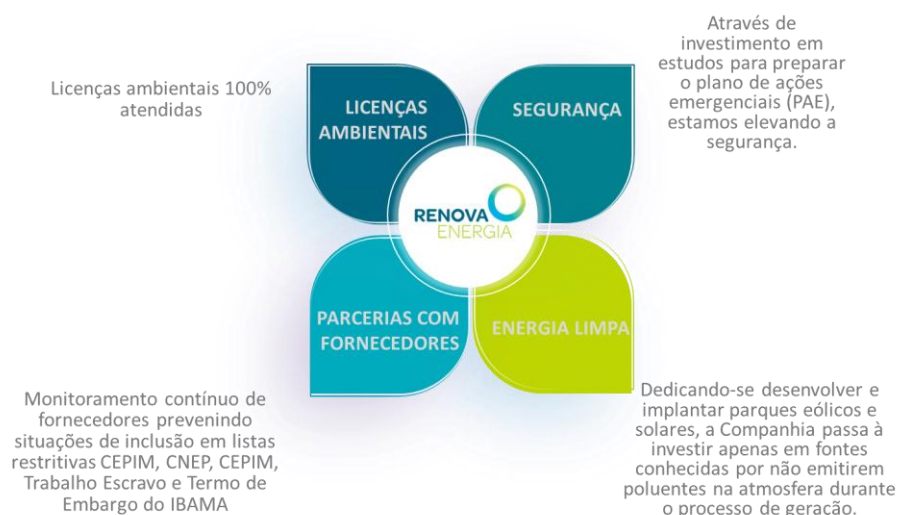 Licenças ambientais 100%
atendidas
LICENÇAS
AMBIENTAIS
SEGURANÇA
Através de
investimento em
estudos para preparar
o plano de ações
emergenciais (PAE),
estamos elevando a
segurança.
RENOVA
ENERGIA
PARCERIAS COM
FORNECEDORES
ENERGIA LIMPA
Monitoramento contínuo de
fornecedores prevenindo
situações de inclusão em listas
restritivas CEPIM, CNEP, CEPIM,
Trabalho Escravo e Termo de
Embargo do IBAMA
Dedicando-se desenvolver e
implantar parques eólicos e
solares, a Companhia passa à
investir apenas em fontes
conhecidas por não emitirem
poluentes na atmosfera durante
o processo de geração.